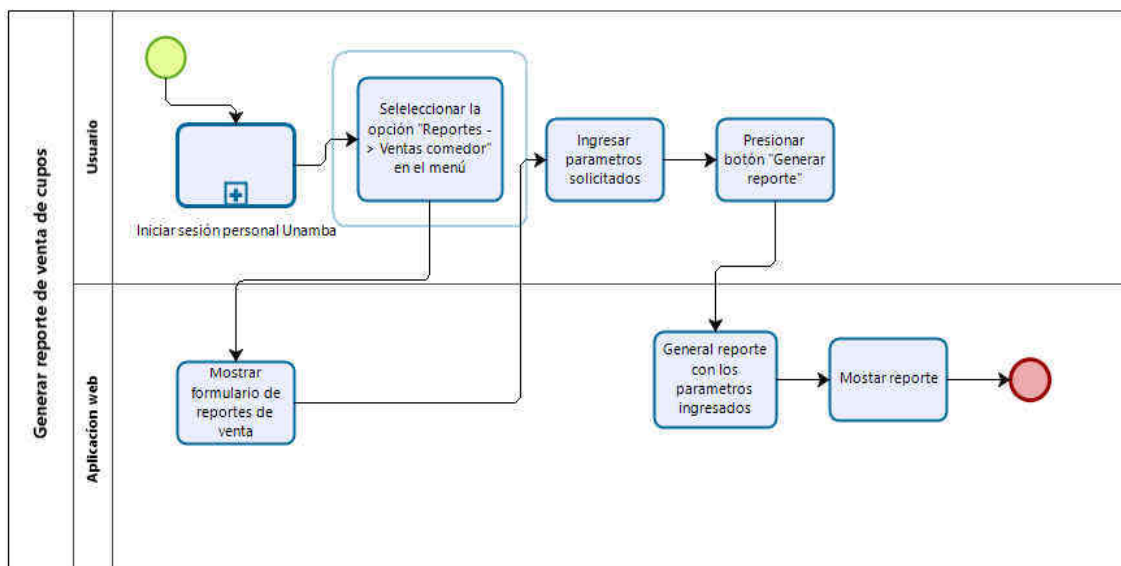 Generar reporte de venta de cupos
Usuario
Iniciar sesión personal Unamba
Seleleccionar la
opción "Reportes -
> Ventas comedor"
en el menú
Ingresar
parametros
solicitados
Presionar
botón "Generar
reporte"
Aplicacion web
Mostrar
formulario de
reportes de
venta
General reporte
con los
parametros
ingresados
Mostar reporte